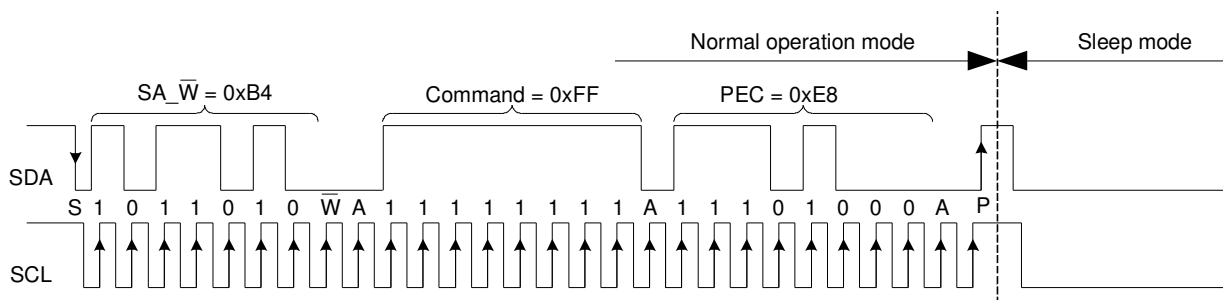 Normal operation mode Sleep mode
SA_W̅ = 0xB4 Command = 0xFF PEC = 0xE8
SDA
S 1 0 1 1 0 1 0 W̅ A 1 1 1 1 1 1 1 1 A 1 1 1 0 1 0 0 0 A P
SCL